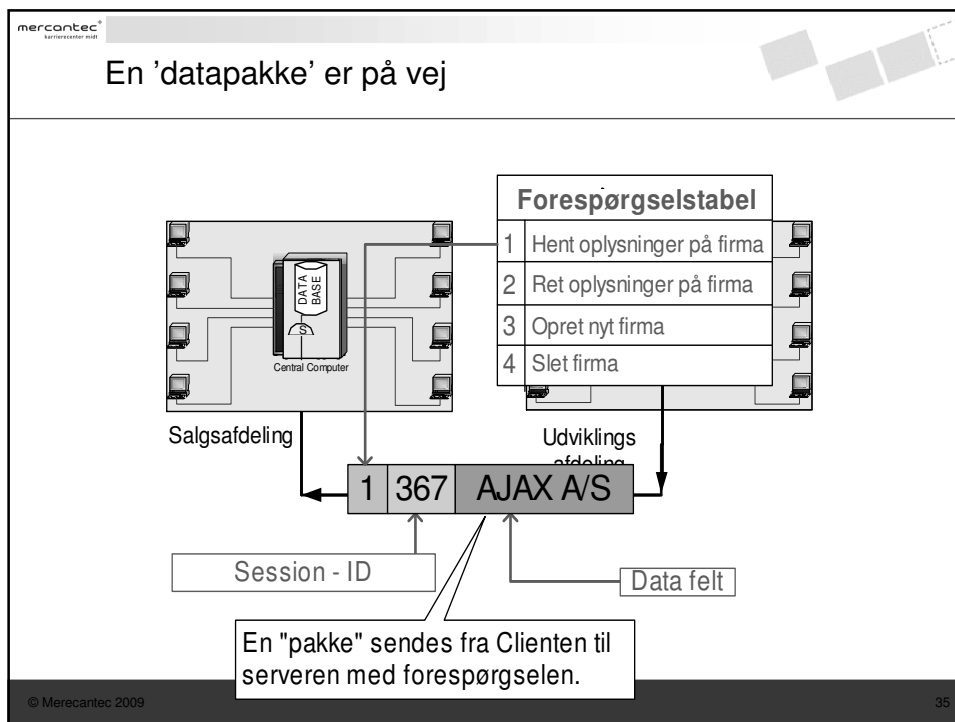 mercantec+
karrierecenter midt
En ’datapakke’ er på vej
Forespørgselstabel
1 Hent oplysninger på firma
2 Ret oplysninger på firma
3 Opret nyt firma
4 Slet firma
DATA
BASE
S
Central Computer
Salgsafdeling
Udviklings
afdeling
1 367 AJAX A/S
Session - ID
Data felt
En "pakke" sendes fra Clienten til
serveren med forespørgselen.
© Merecantec 2009
35